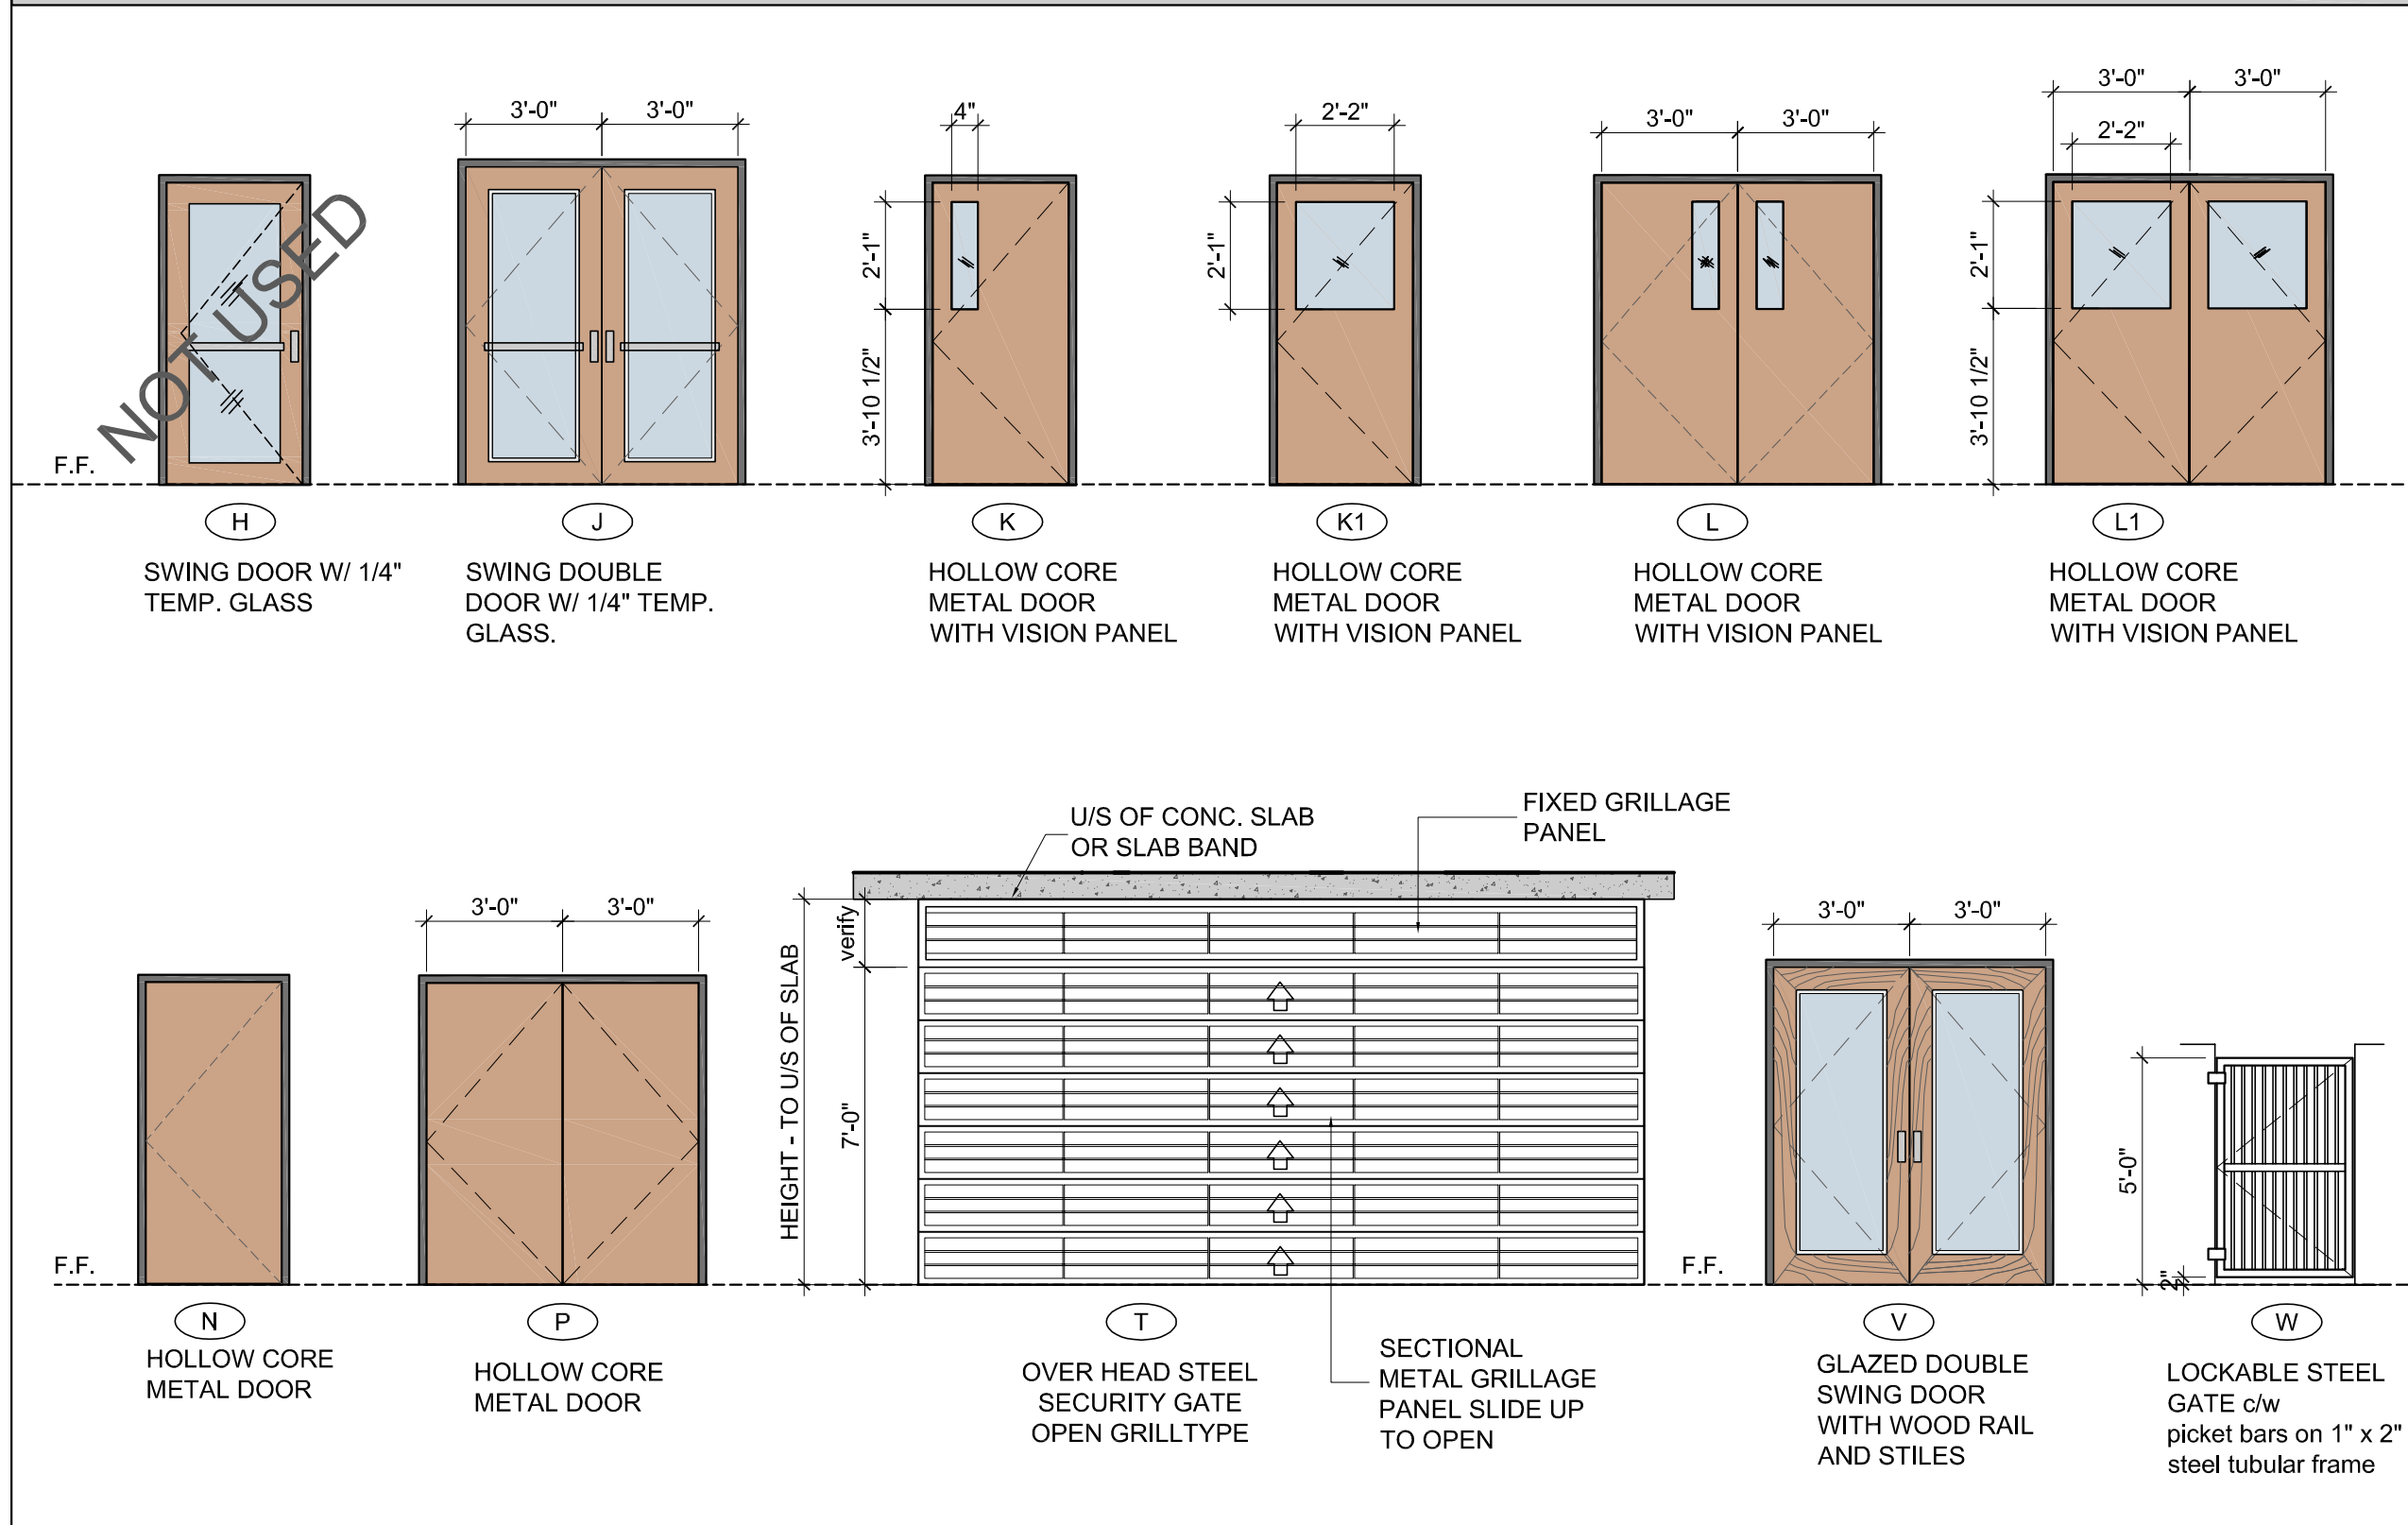 3'-0" 3'-0"
4"
2'-2"
3'-0" 3'-0"
3'-0" 3'-0"
2'-2"
2'-1"
3'-10 1/2"
2'-1"
2'-1"
3'-10 1/2"
NOT USED
F.F.
H
SWING DOOR W/ 1/4"
TEMP. GLASS
J
SWING DOUBLE
DOOR W/ 1/4" TEMP.
GLASS.
K
HOLLOW CORE
METAL DOOR
WITH VISION PANEL
K1
HOLLOW CORE
METAL DOOR
WITH VISION PANEL
L
HOLLOW CORE
METAL DOOR
WITH VISION PANEL
L1
HOLLOW CORE
METAL DOOR
WITH VISION PANEL
U/S OF CONC. SLAB
OR SLAB BAND
FIXED GRILLAGE
PANEL
3'-0" 3'-0"
HEIGHT - TO U/S OF SLAB
verify
7'-0"
3'-0" 3'-0"
5'-0"
2"
F.F.
F.F.
N
HOLLOW CORE
METAL DOOR
P
HOLLOW CORE
METAL DOOR
T
OVER HEAD STEEL
SECURITY GATE
OPEN GRILLTYPE
SECTIONAL
METAL GRILLAGE
PANEL SLIDE UP
TO OPEN
V
GLAZED DOUBLE
SWING DOOR
WITH WOOD RAIL
AND STILES
W
LOCKABLE STEEL
GATE c/w
picket bars on 1" x 2"
steel tubular frame